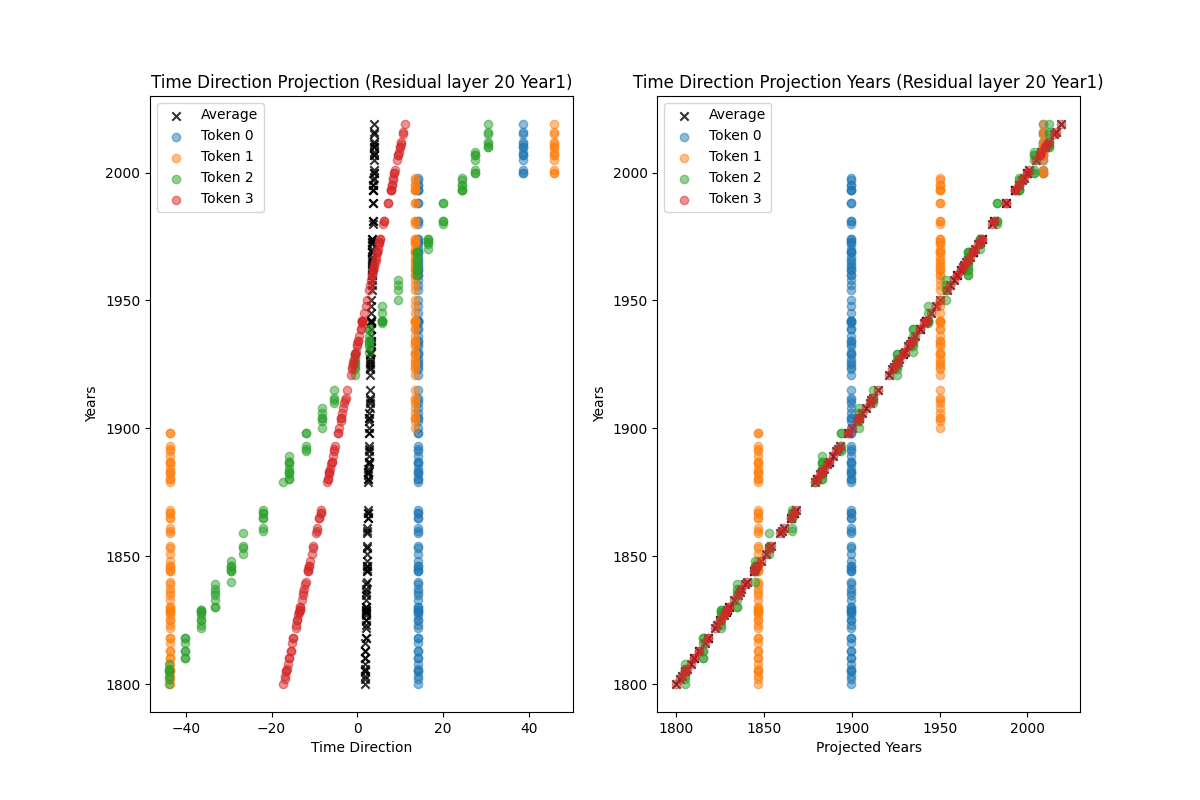 Time Direction Projection (Residual layer 20 Year1)
Average
Token 0
Token 1
Token 2
Token 3
2000
1950
1900
1850
1800
Years
−40
−20
0
20
40
Time Direction
Time Direction Projection Years (Residual layer 20 Year1)
Average
Token 0
Token 1
Token 2
Token 3
2000
1950
1900
1850
1800
Years
1800
1850
1900
1950
2000
Projected Years